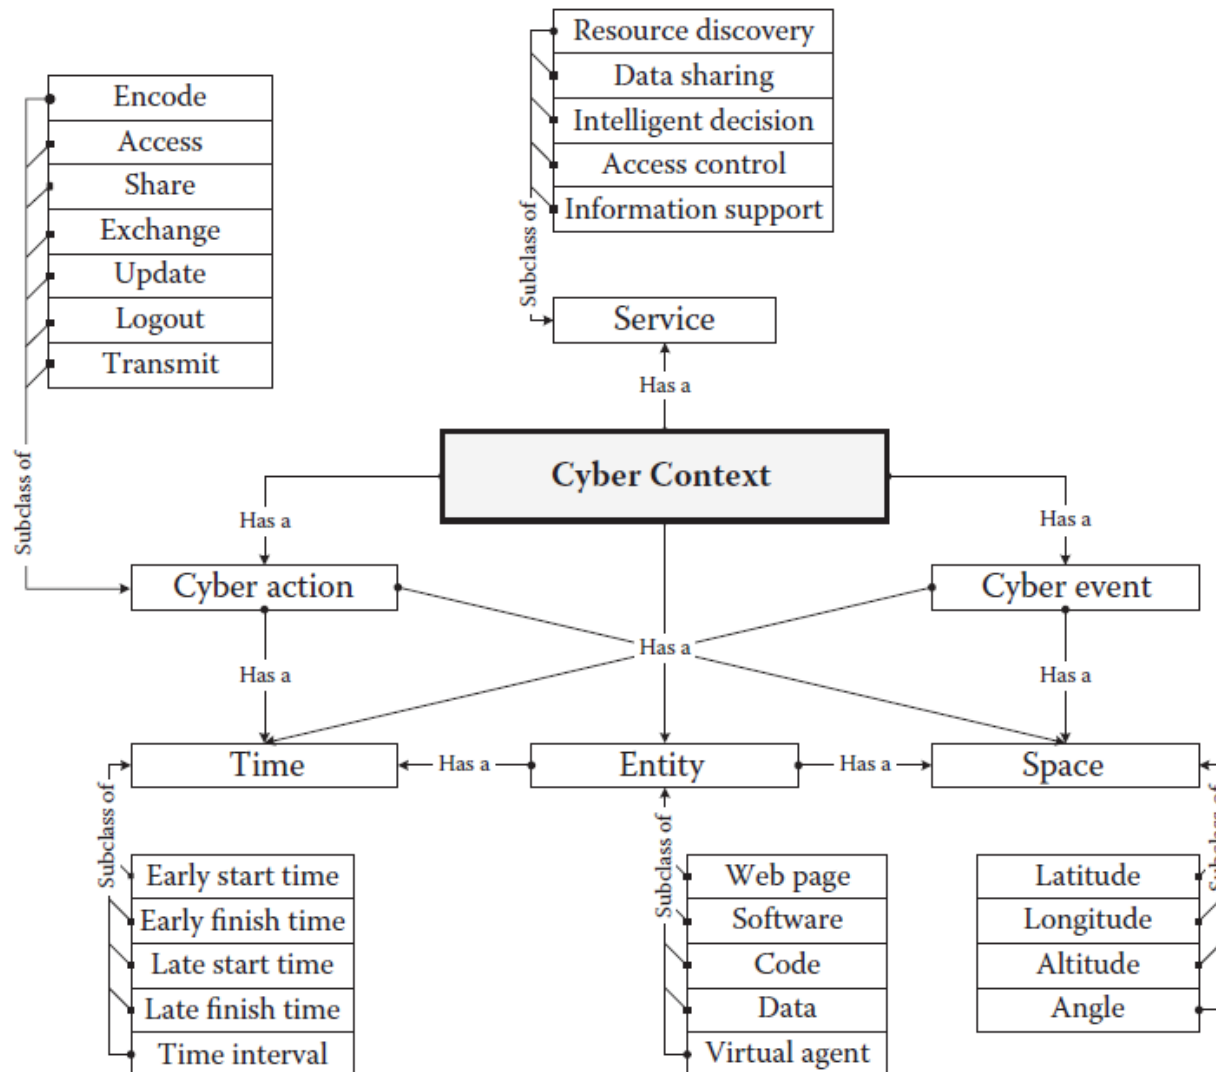 Resource discovery
Data sharing
Intelligent decision
Access control
Information support
Encode
Access
Share
Exchange
Update
Logout
Transmit
Subclass of
Subclass of
Service
Has a
Cyber Context
Has a
Has a
Cyber action
Cyber event
Has a
Has a
Has a
Time
Has a
Entity
Has a
Space
Subclass of
Subclass of
Subclass of
Early start time
Early finish time
Late start time
Late finish time
Time interval
Web page
Software
Code
Data
Virtual agent
Latitude
Longitude
Altitude
Angle